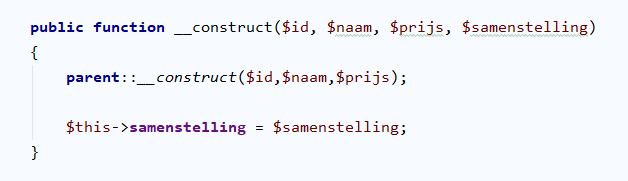 public function __construct($id, $naam, $prijs, $samenstelling)
{
parent::__construct($id,$naam,$prijs);
$this->samenstelling = $samenstelling;
}